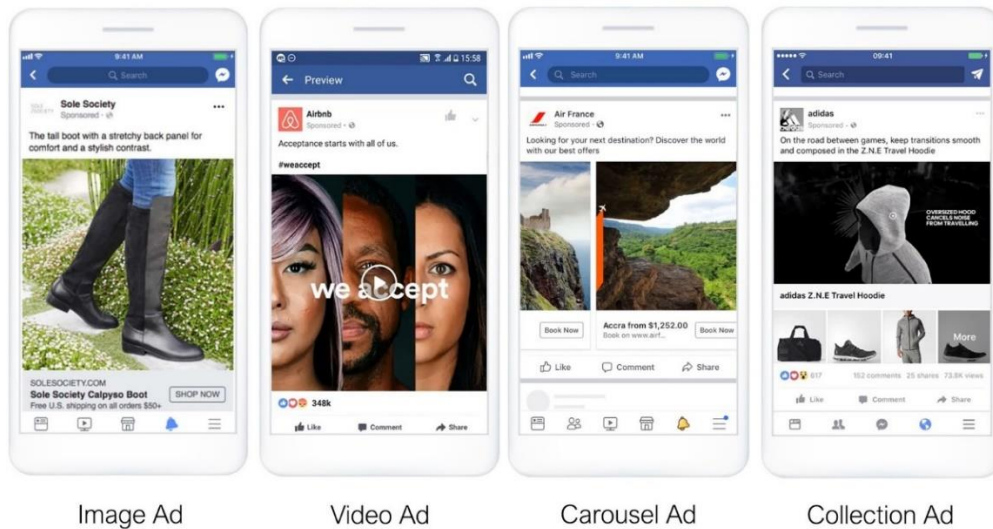 9:41 AM
Search
Sole Society
Sponsored
The tall boot with a stretchy back panel for
comfort and a stylish contrast.
SOLESOCIETY.COM
Sole Society Calypso Boot
SHOP NOW
Free U.S. shipping on all orders $50+
Image Ad
15:58
Preview
Airbnb
Sponsored
Acceptance starts with all of us.
#weaccept
we accept
348k
Like Comment Share
Video Ad
9:41 AM
Search
Air France
Sponsored
Looking for your next destination? Discover the world
with our best offers
Book Now
Accra from $1,252.00
Book on www.airf...
Book Now
Like Comment Share
Carousel Ad
09:41
Search
adidas
Sponsored
On the road between games, keep transitions smooth
and composed in the Z.N.E Travel Hoodie
OVERSIZED HOOD
CANCELS NOISE
FROM TRAVELLING
adidas Z.N.E Travel Hoodie
More
617 152 comments 25 shares 73.8K views
Like Comment Share
Collection Ad